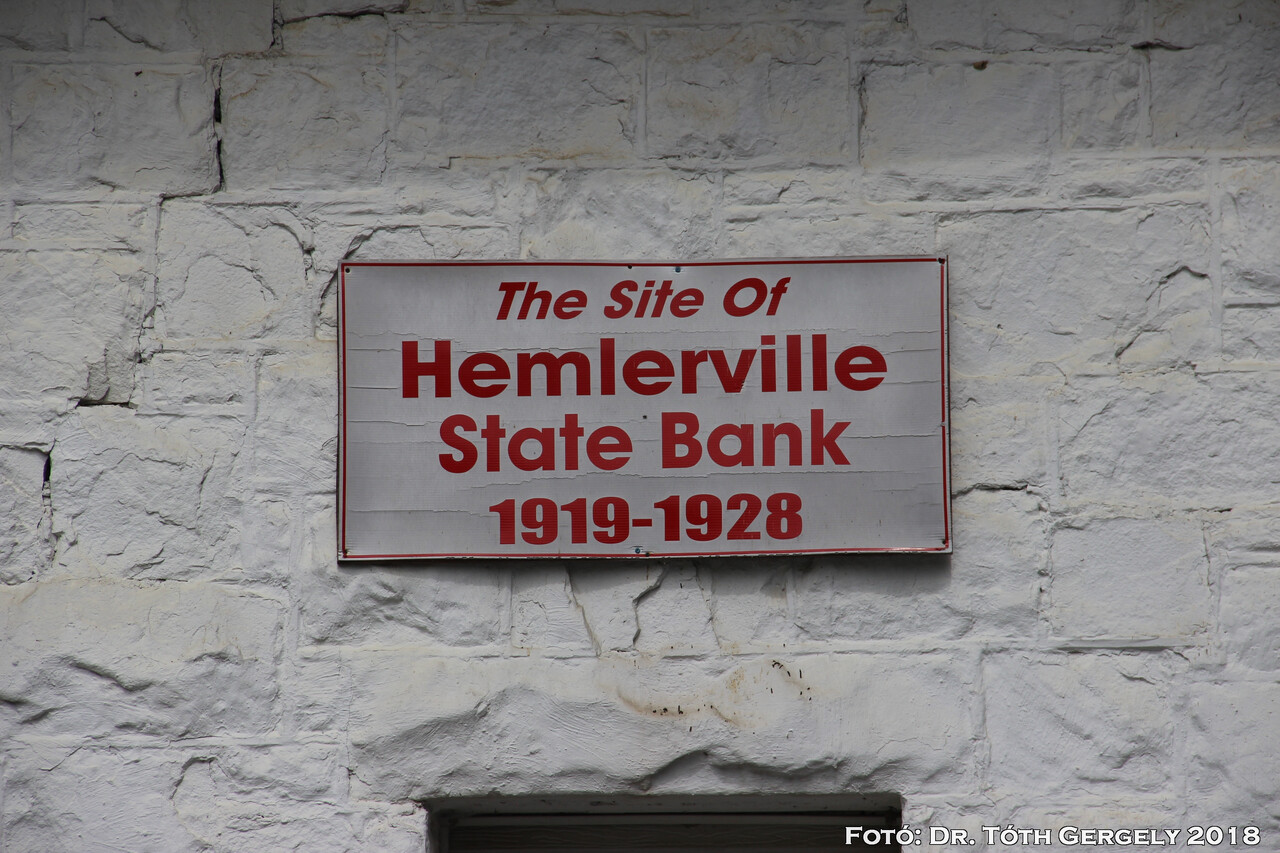 The Site Of
Hemlerville
State Bank
1919-1928
Fotó: Dr. Tóth Gergely 2018